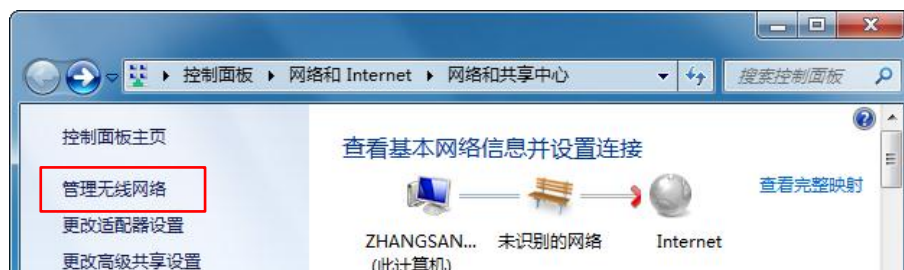 控制面板 网络和 Internet 网络和共享中心 搜索控制面板
控制面板主页
管理无线网络
更改适配器设置
更改高级共享设置
查看基本网络信息并设置连接
查看完整映射
ZHANGSAN... 未识别的网络 Internet
(此计算机)